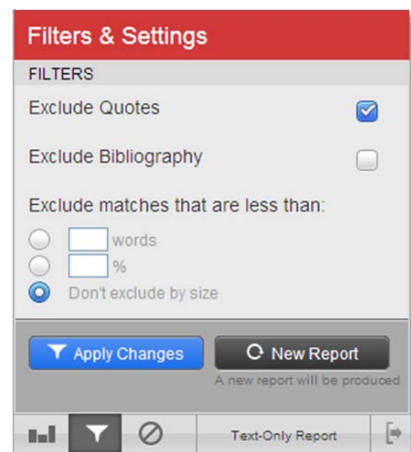 Filters & Settings
FILTERS
Exclude Quotes
Exclude Bibliography
Exclude matches that are less than:
words
%
Don't exclude by size
Apply Changes New Report
A new report will be produced
Text-Only Report